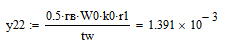 y22 := 0.5·rв·W0·k0·r1 / tw = 1.391 × 10^-3